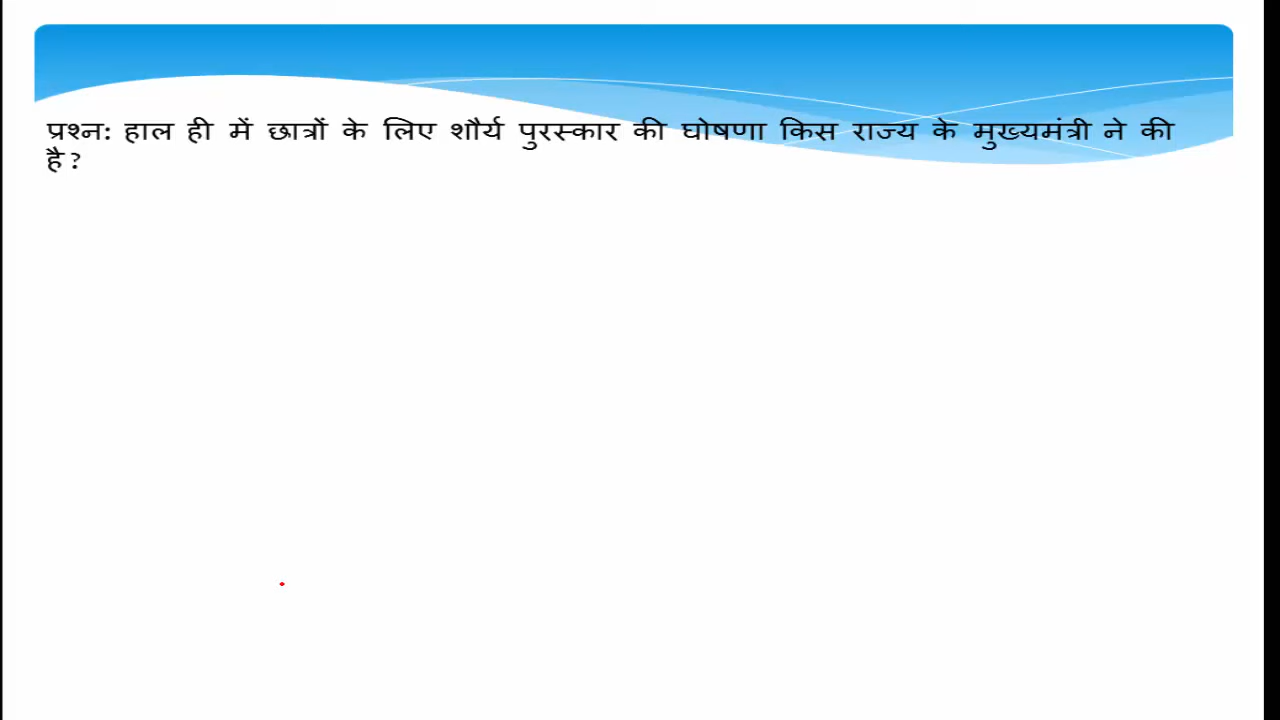 प्रश्न: हाल ही में छात्रों के लिए शौर्य पुरस्कार की घोषणा किस राज्य के मुख्यमंत्री ने की
है?